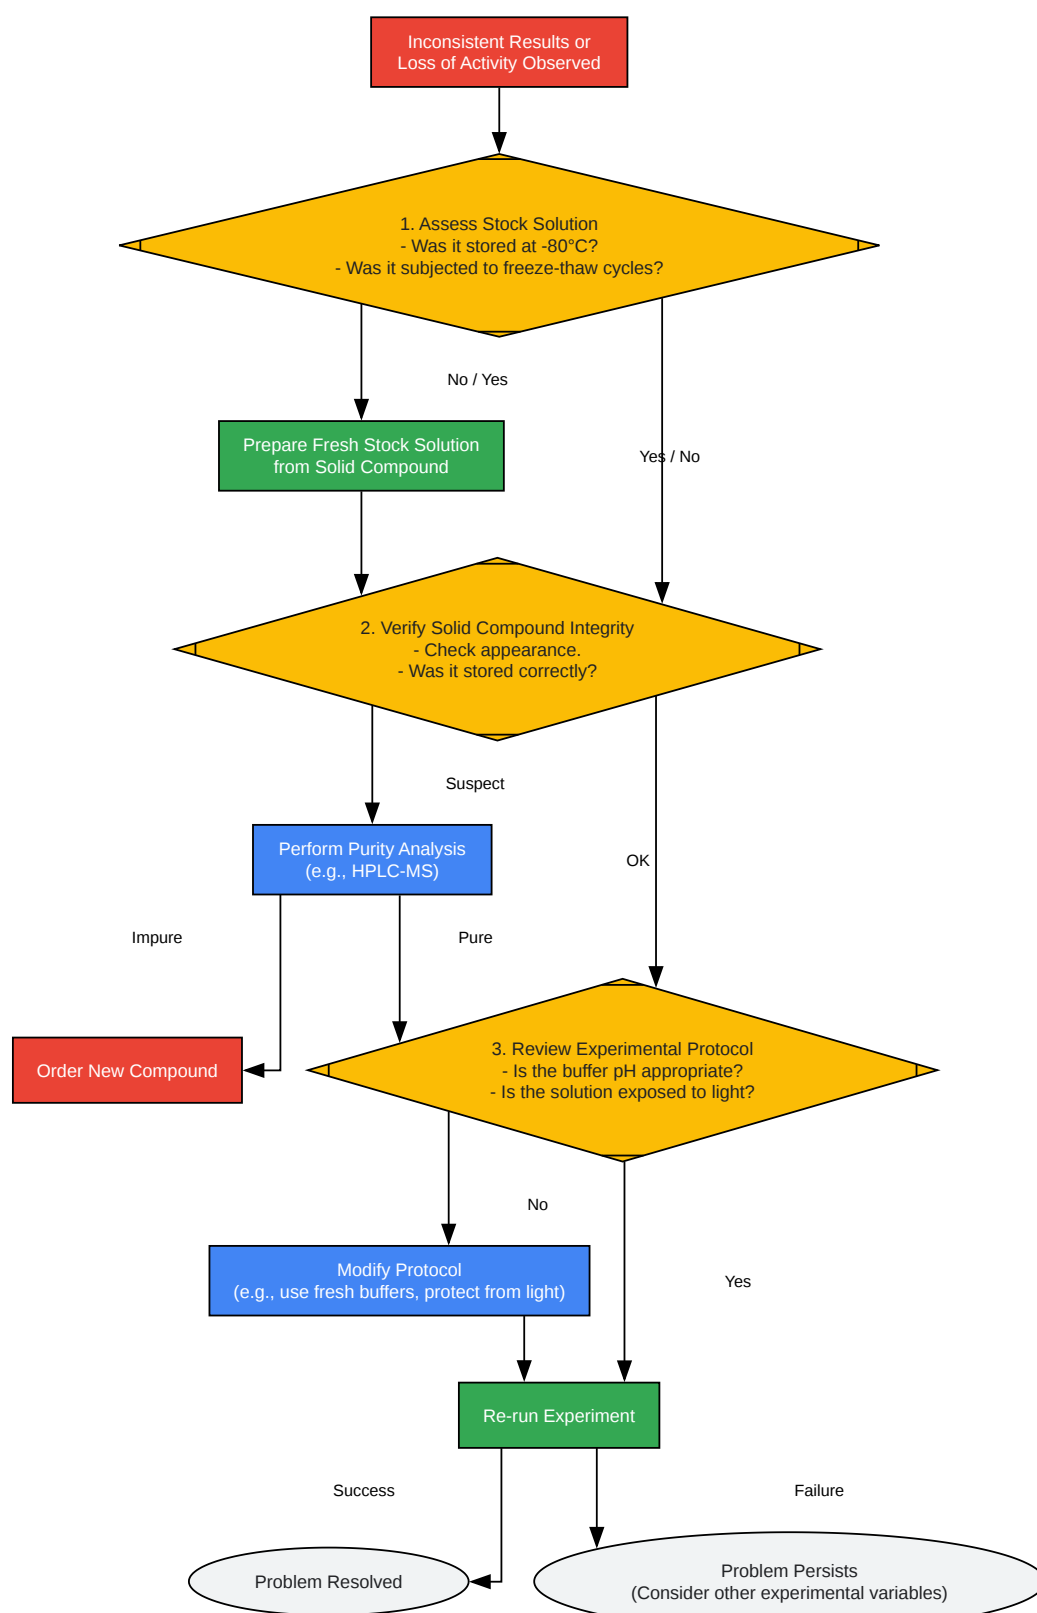 Inconsistent Results or
Loss of Activity Observed
1. Assess Stock Solution
- Was it stored at -80°C?
- Was it subjected to freeze-thaw cycles?
No / Yes
Prepare Fresh Stock Solution
from Solid Compound
Yes / No
2. Verify Solid Compound Integrity
- Check appearance.
- Was it stored correctly?
Suspect
Perform Purity Analysis
(e.g., HPLC-MS)
OK
Impure
Pure
Order New Compound
3. Review Experimental Protocol
- Is the buffer pH appropriate?
- Is the solution exposed to light?
No
Modify Protocol
(e.g., use fresh buffers, protect from light)
Yes
Re-run Experiment
Success
Failure
Problem Resolved
Problem Persists
(Consider other experimental variables)